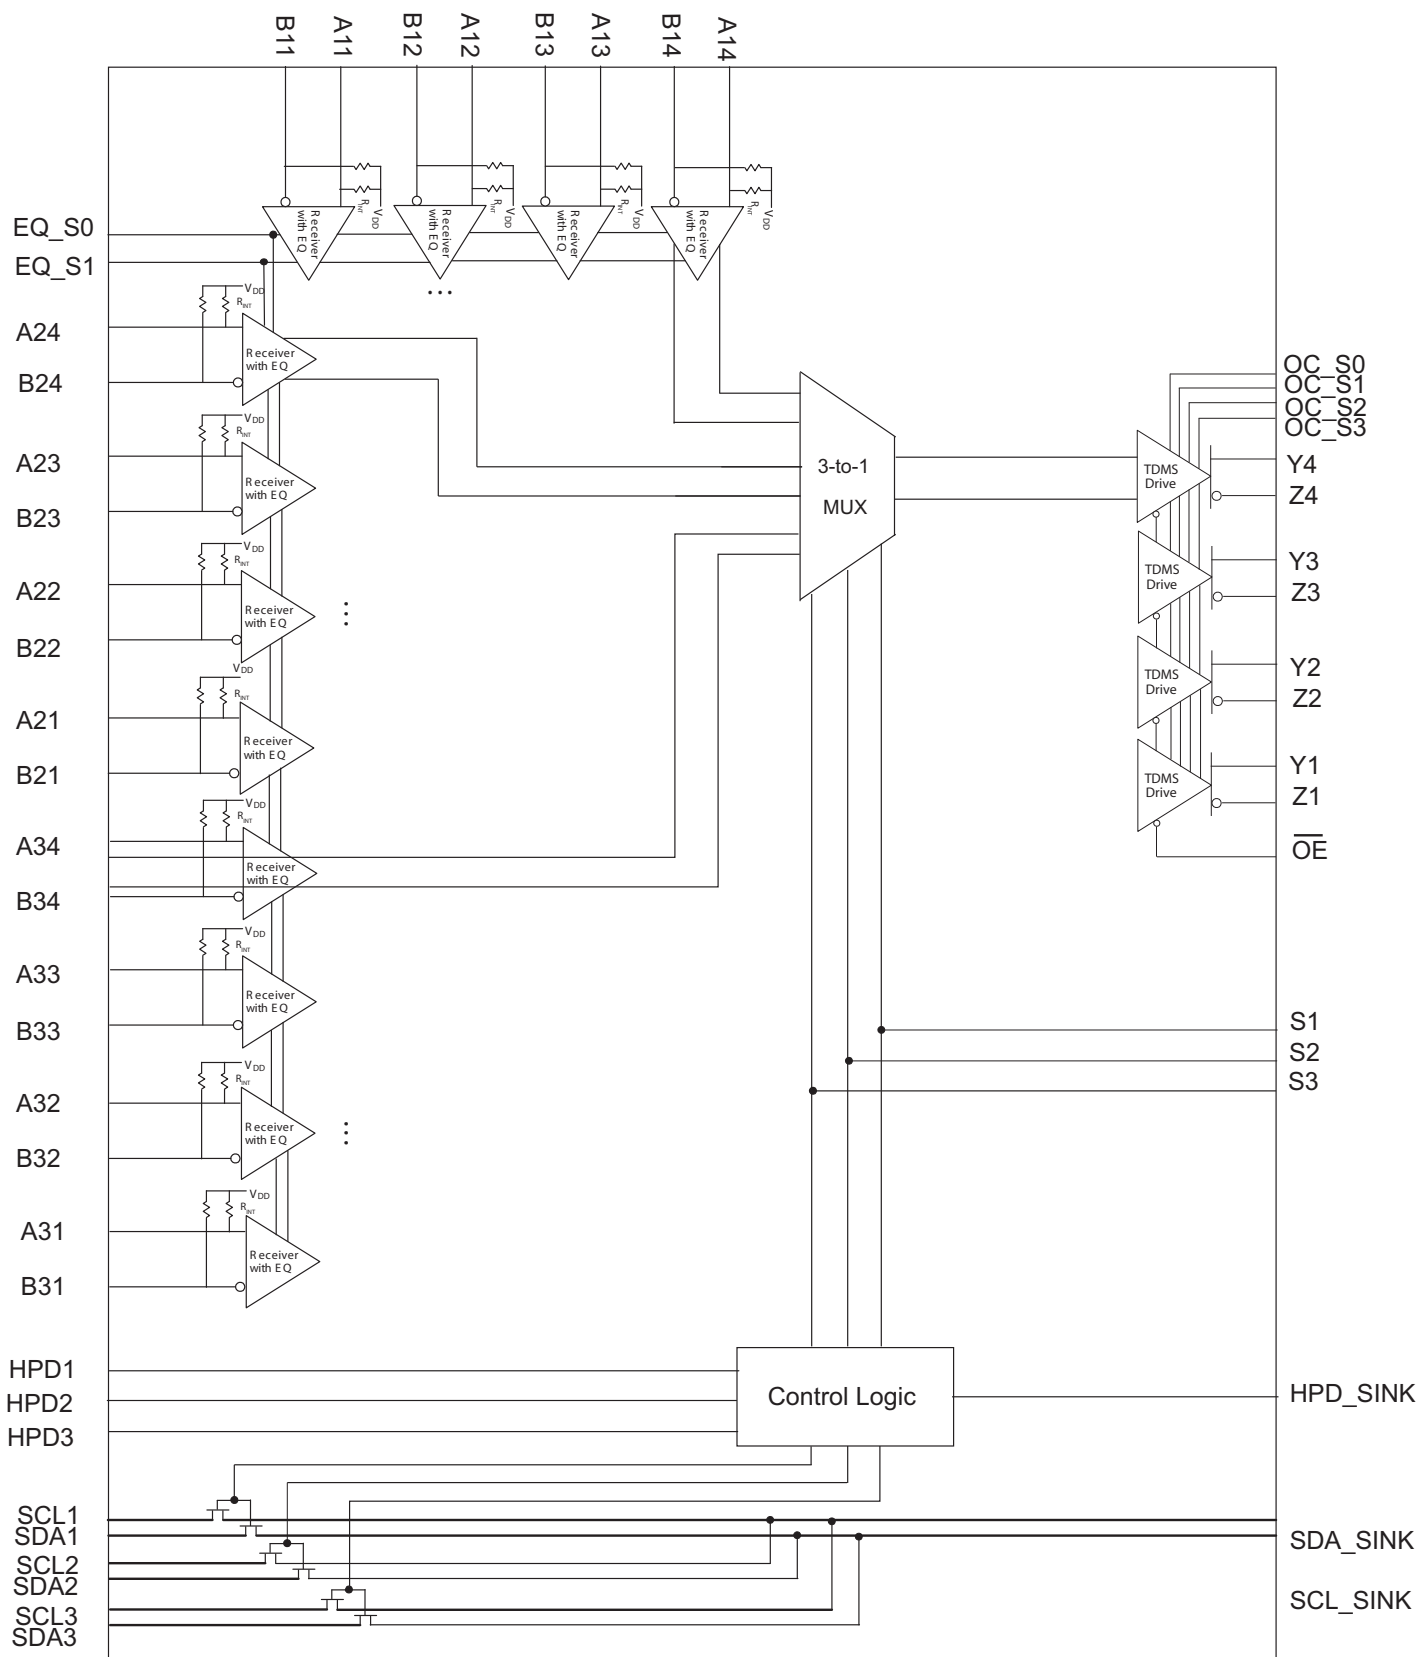 B11 A11 B12 A12 B13 A13 B14 A14
RINT VDD
RINT VDD
RINT VDD
RINT VDD
Receiver
with EQ
Receiver
with EQ
Receiver
with EQ
Receiver
with EQ
...
EQ_S0
EQ_S1
VDD
RINT
A24
Receiver
with EQ
B24
VDD
RINT
A23
Receiver
with EQ
B23
VDD
RINT
A22
Receiver
with EQ
...
B22
VDD
RINT
A21
Receiver
with EQ
B21
VDD
RINT
A34
Receiver
with EQ
B34
VDD
RINT
A33
Receiver
with EQ
B33
VDD
RINT
A32
Receiver
with EQ
...
B32
VDD
RINT
A31
Receiver
with EQ
B31
3-to-1
MUX
OC_S0
OC_S1
OC_S2
OC_S3
TDMS
Drive
Y4
Z4
TDMS
Drive
Y3
Z3
TDMS
Drive
Y2
Z2
TDMS
Drive
Y1
Z1
OE
S1
S2
S3
HPD1
HPD2
HPD3
Control Logic
HPD_SINK
SCL1
SDA1
SCL2
SDA2
SCL3
SDA3
SDA_SINK
SCL_SINK